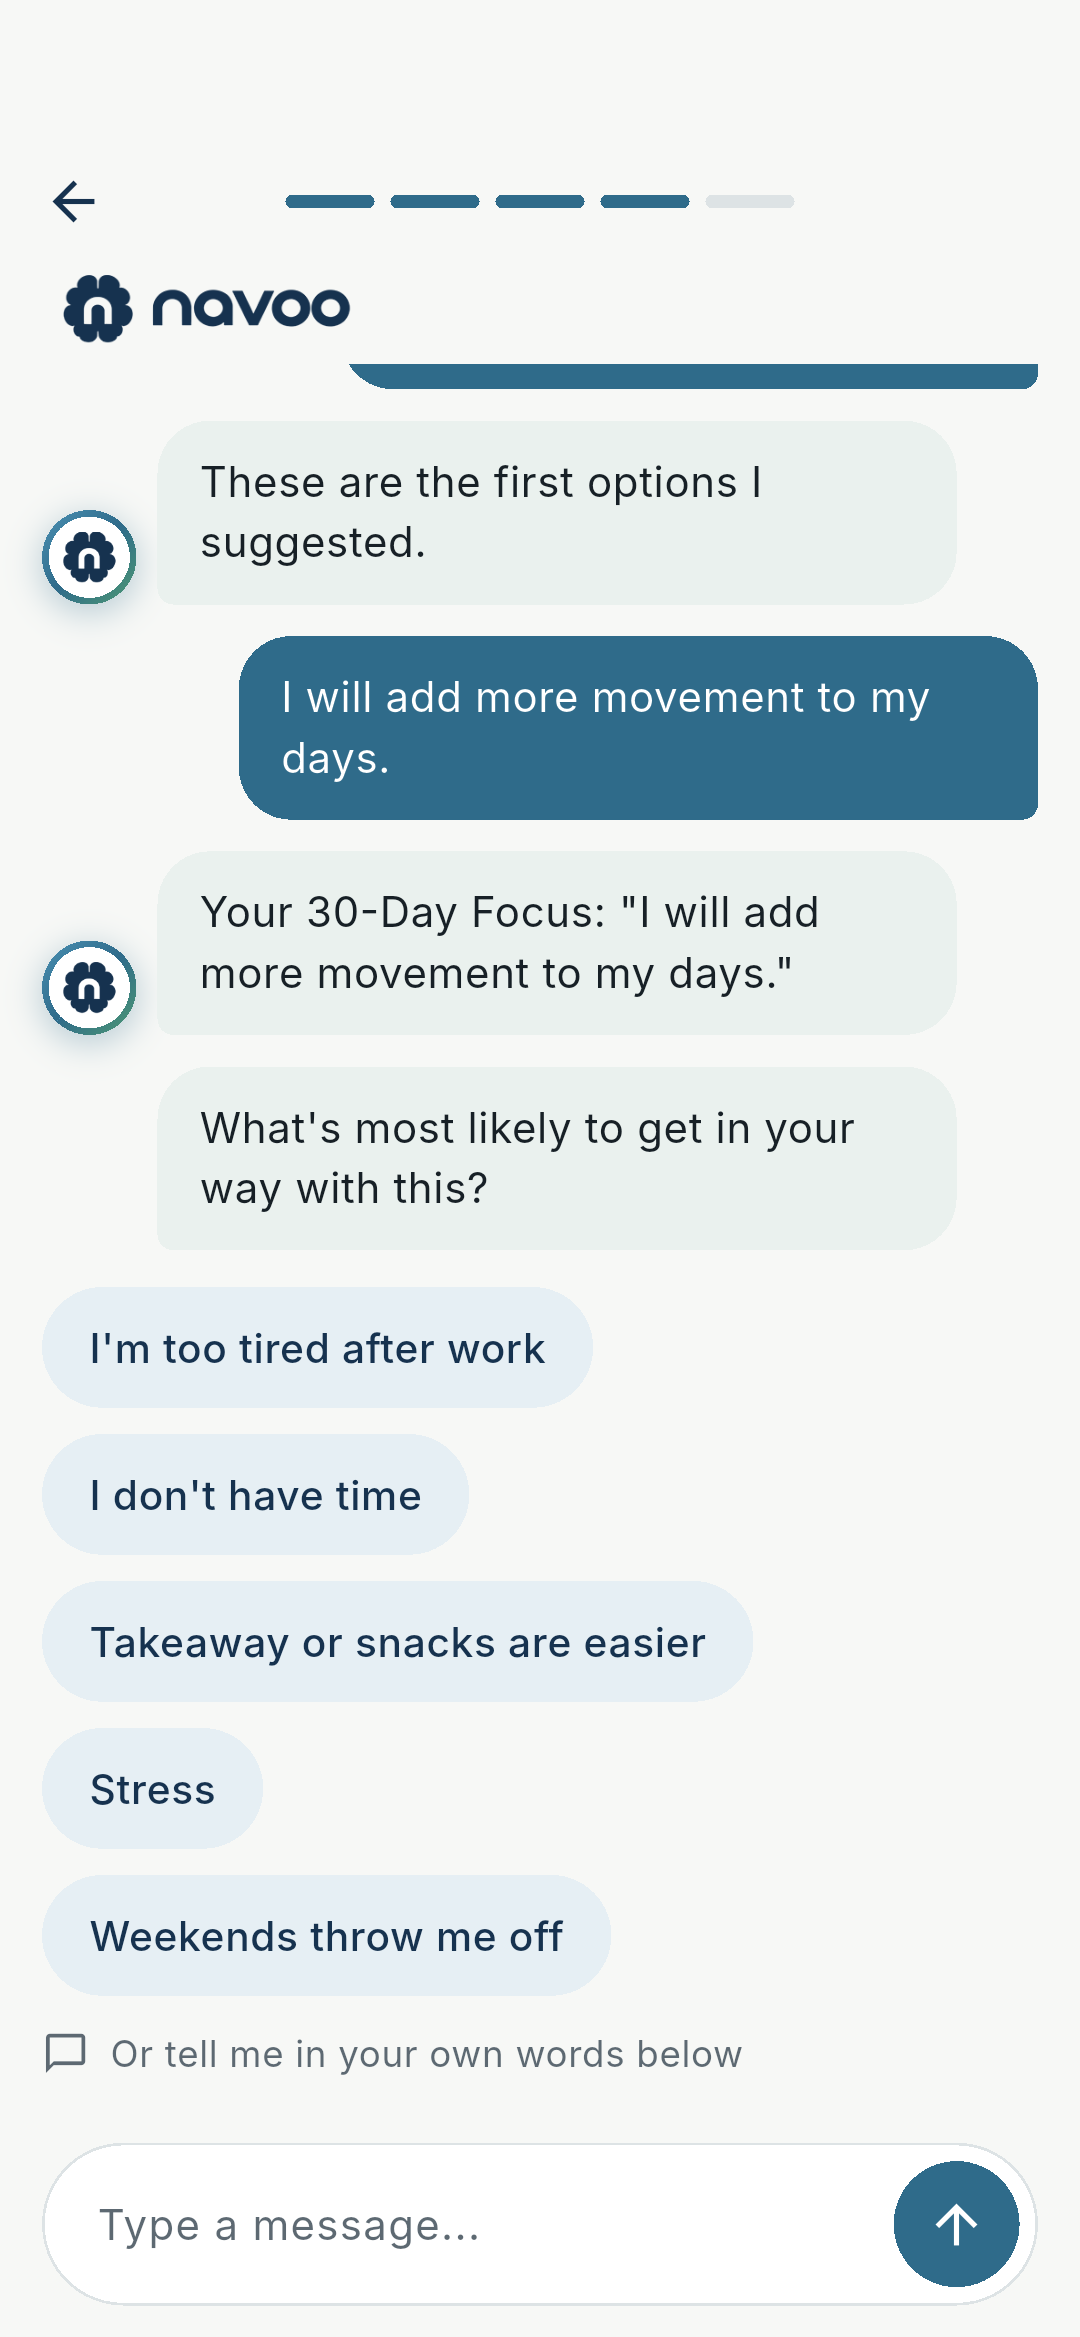 navoo
These are the first options I
suggested.
I will add more movement to my
days.
Your 30-Day Focus: "I will add
more movement to my days."
What's most likely to get in your
way with this?
I'm too tired after work
I don't have time
Takeaway or snacks are easier
Stress
Weekends throw me off
Or tell me in your own words below
Type a message...